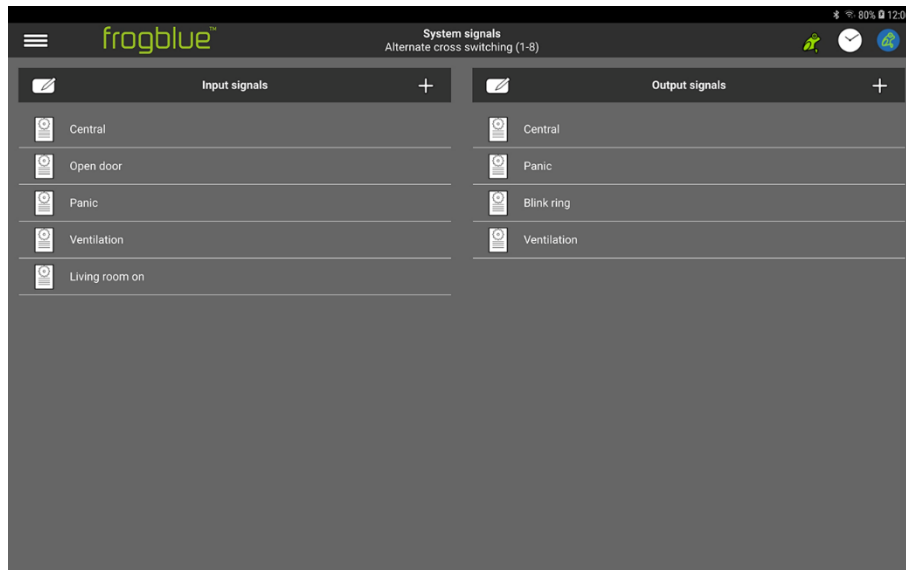 80% 12:0
frogblue™
System signals
Alternate cross switching (1-8)
Input signals +
Output signals +
Central
Open door
Panic
Ventilation
Living room on
Central
Panic
Blink ring
Ventilation